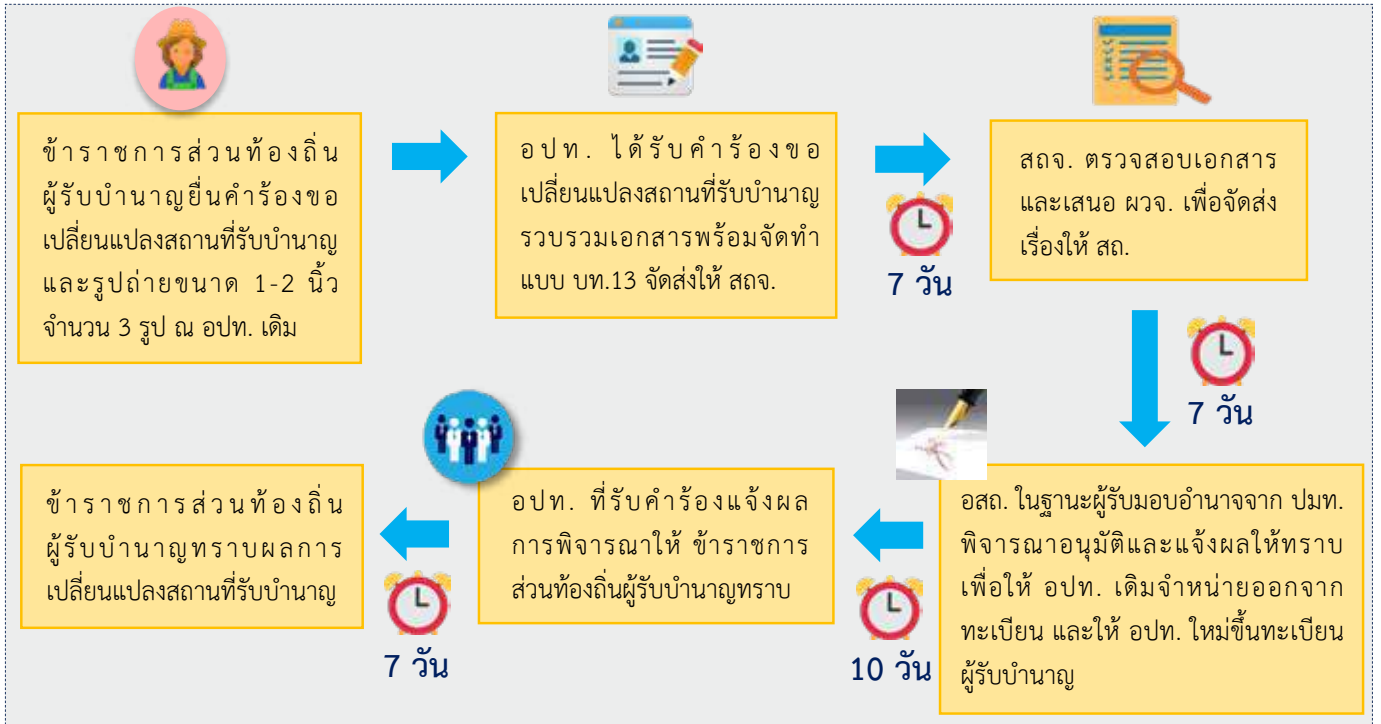 ข้าราชการส่วนท้องถิ่น
ผู้รับบำนาญยื่นคำร้องขอ
เปลี่ยนแปลงสถานที่รับบำนาญ
และรูปถ่ายขนาด 1-2 นิ้ว
จำนวน 3 รูป ณ อปท. เดิม
อปท. ได้รับคำร้องขอ
เปลี่ยนแปลงสถานที่รับบำนาญ
รวบรวมเอกสารพร้อมจัดทำ
แบบ บท.13 จัดส่งให้ สถจ.
7 วัน
สถจ. ตรวจสอบเอกสาร
และเสนอ ผวจ. เพื่อจัดส่ง
เรื่องให้ สถ.
7 วัน
อสถ. ในฐานะผู้รับมอบอำนาจจาก ปมท.
พิจารณาอนุมัติและแจ้งผลให้ทราบ
เพื่อให้ อปท. เดิมจำหน่ายออกจาก
ทะเบียน และให้ อปท. ใหม่ขึ้นทะเบียน
ผู้รับบำนาญ
10 วัน
อปท. ที่รับคำร้องแจ้งผล
การพิจารณาให้ ข้าราชการ
ส่วนท้องถิ่นผู้รับบำนาญทราบ
7 วัน
ข้าราชการส่วนท้องถิ่น
ผู้รับบำนาญทราบผลการ
เปลี่ยนแปลงสถานที่รับบำนาญ